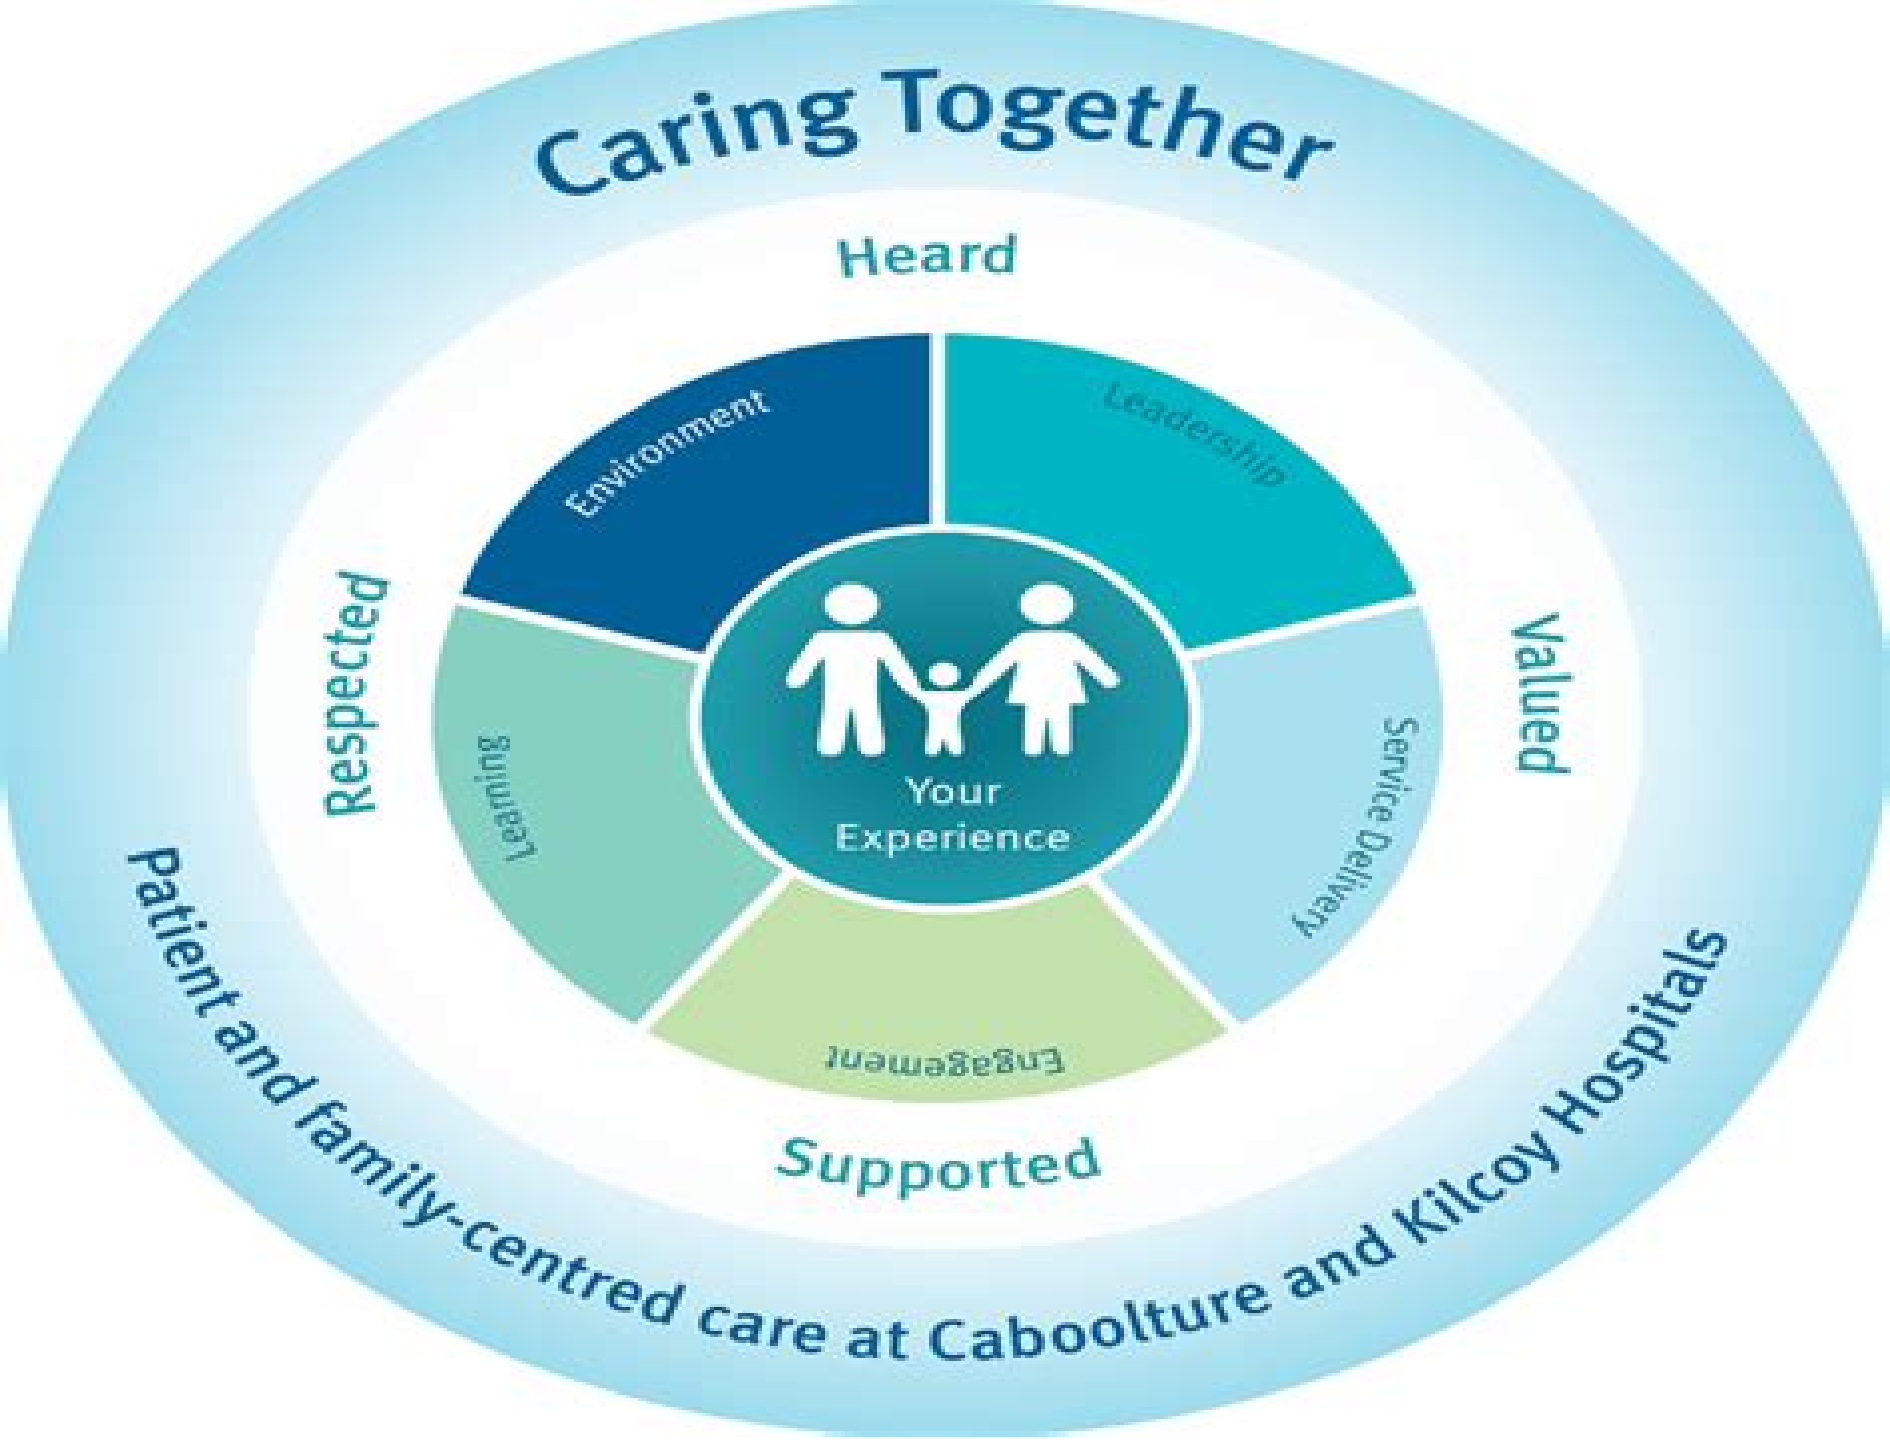 Caring Together
Heard
Environment
Leadership
Respected
Valued
Learning
Service Delivery
Your
Experience
Engagement
Supported
Patient and family-centred care at Caboolture and Kilcoy Hospitals